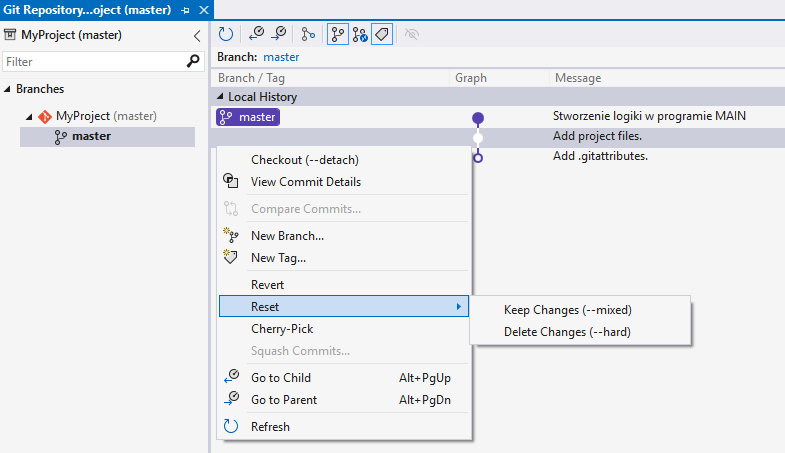 Git Repository...oject (master)
MyProject (master)
Filter
Branches
MyProject (master)
master
Branch: master
Branch / Tag Graph Message
Local History
master Stworzenie logiki w programie MAIN
Add project files.
Add .gitattributes.
Checkout (--detach)
View Commit Details
Compare Commits...
New Branch...
New Tag...
Revert
Reset
Keep Changes (--mixed)
Delete Changes (--hard)
Cherry-Pick
Squash Commits...
Go to Child Alt+PgUp
Go to Parent Alt+PgDn
Refresh